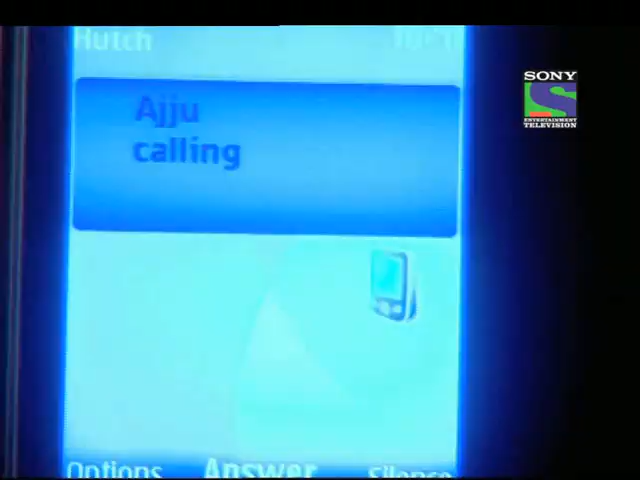 Hutch
Ajju
calling
SONY
ENTERTAINMENT
TELEVISION
Options Answer Silence